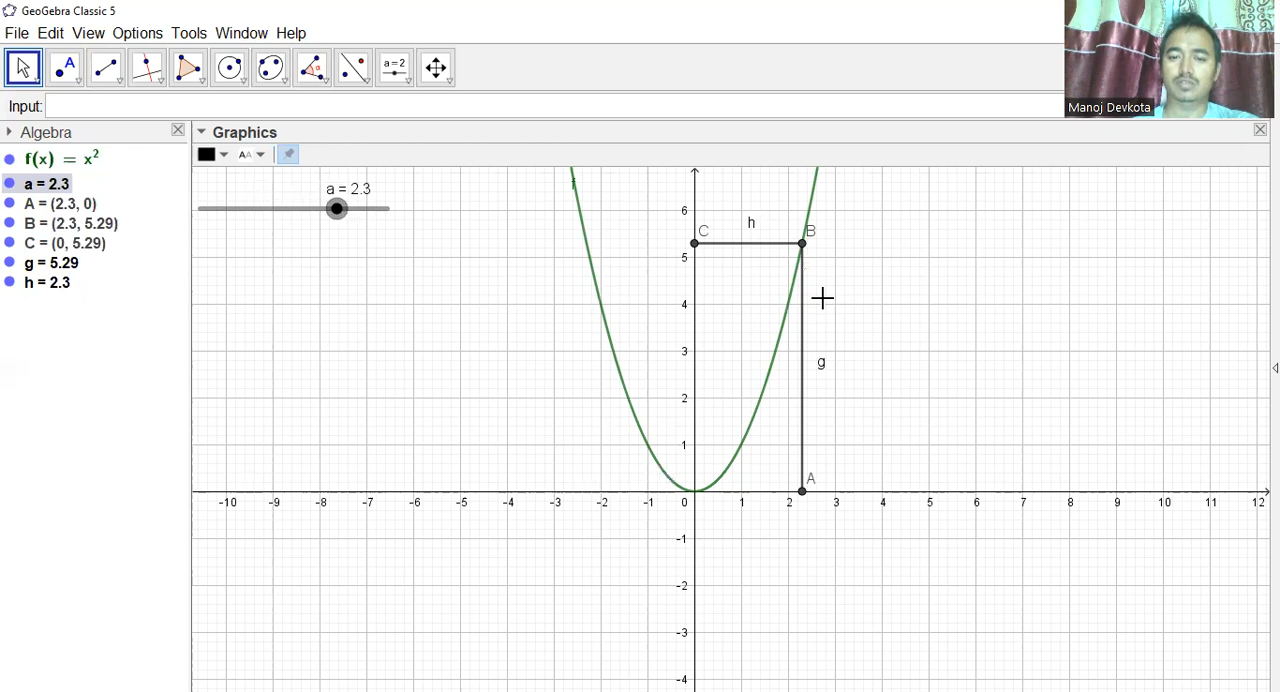 GeoGebra Classic 5
File Edit View Options Tools Window Help
A
a=2
Input:
Manoj Devkota
Algebra
Graphics
f(x) = x²
AA
a = 2.3
A = (2.3, 0)
B = (2.3, 5.29)
C = (0, 5.29)
g = 5.29
h = 2.3
a = 2.3
f
6
h
C
B
5
4
3
g
2
1
A
-10 -9 -8 -7 -6 -5 -4 -3 -2 -1 0 1 2 3 4 5 6 7 8 9 10 11 12
-1
-2
-3
-4